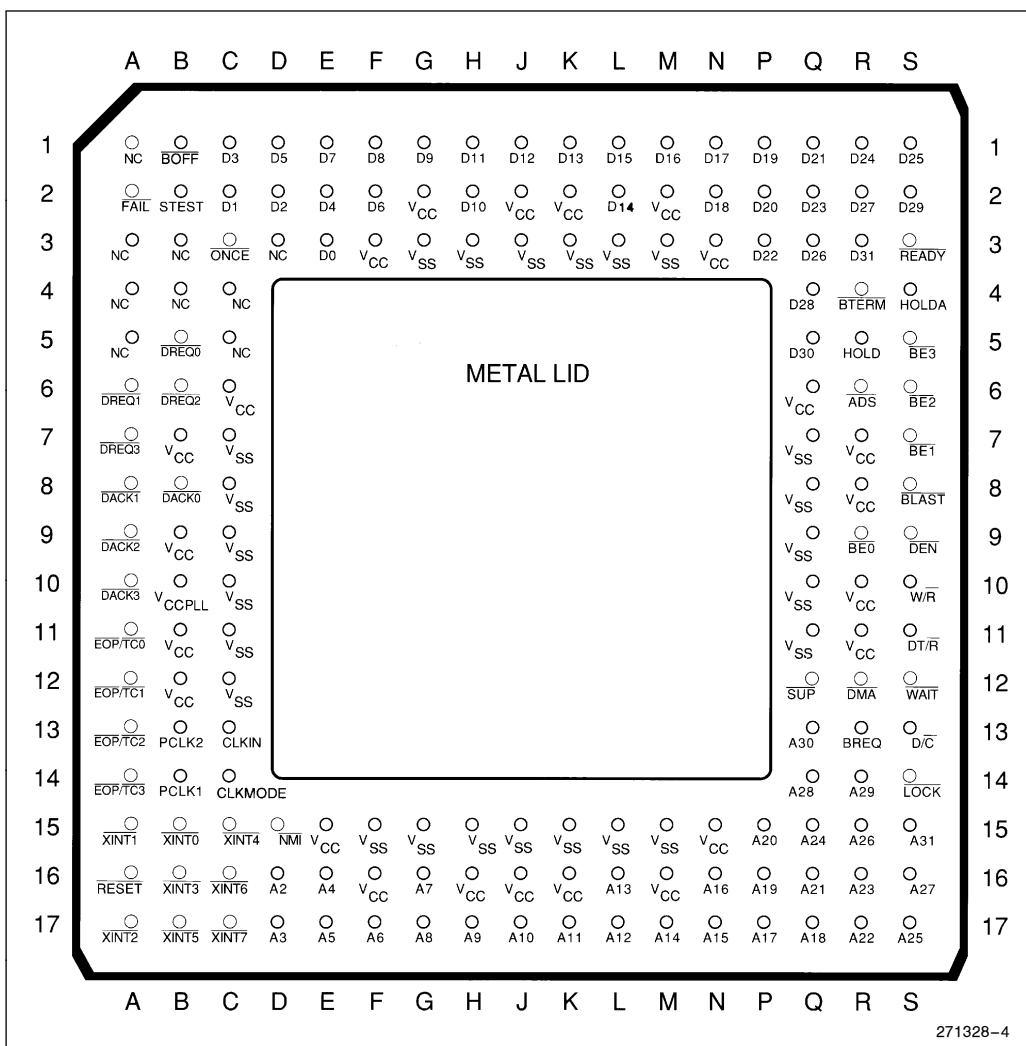 A B C D E F G H J K L M N P Q R S
1 NC BOFF D3 D5 D7 D8 D9 D11 D12 D13 D15 D16 D17 D19 D21 D24 D25 1
2 FAIL STEST D1 D2 D4 D6 VCC D10 VCC VCC D14 VCC D18 D20 D23 D27 D29 2
3 NC NC ONCE NC D0 VCC VSS VSS VSS VSS VSS VSS VCC D22 D26 D31 READY 3
4 NC NC NC D28 BTERM HOLDA 4
5 NC DREQ0 NC D30 HOLD BE3 5
METAL LID
6 DREQ1 DREQ2 VCC VCC ADS BE2 6
7 DREQ3 VCC VSS VSS VCC BE1 7
8 DACK1 DACK0 VSS VSS VCC BLAST 8
9 DACK2 VCC VSS VSS BE0 DEN 9
10 DACK3 VCCPLL VSS VSS VCC W/R 10
11 EOP/TC0 VCC VSS VSS VCC DT/R 11
12 EOP/TC1 VCC VSS SUP DMA WAIT 12
13 EOP/TC2 PCLK2 CLKIN A30 BREQ D/C 13
14 EOP/TC3 PCLK1 CLKMODE A28 A29 LOCK 14
15 XINT1 XINT0 XINT4 NMI VCC VSS VSS VSS VSS VSS VSS VSS VCC A20 A24 A26 A31 15
16 RESET XINT3 XINT6 A2 A4 VCC A7 VCC VCC VCC A13 VCC A16 A19 A21 A23 A27 16
17 XINT2 XINT5 XINT7 A3 A5 A6 A8 A9 A10 A11 A12 A14 A15 A17 A18 A22 A25 17
A B C D E F G H J K L M N P Q R S
271328–4